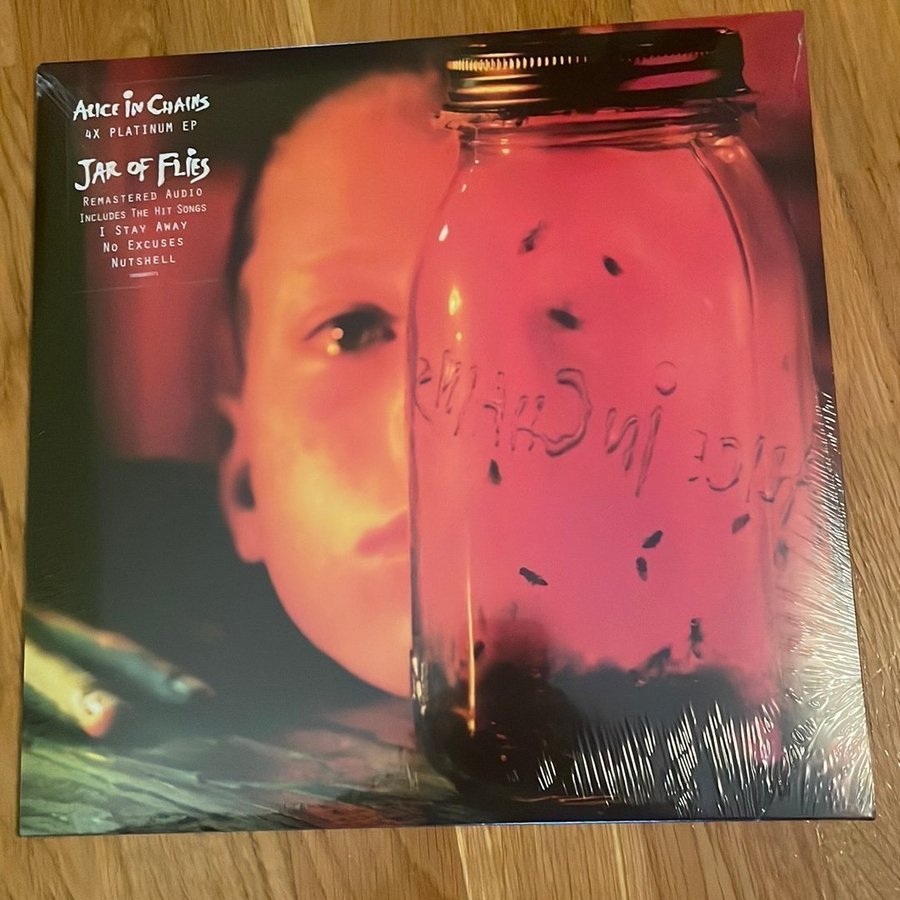 Alice in Chains
4X Platinum EP
Jar of Flies
Remastered Audio
Includes The Hit Songs
I Stay Away
No Excuses
Nutshell